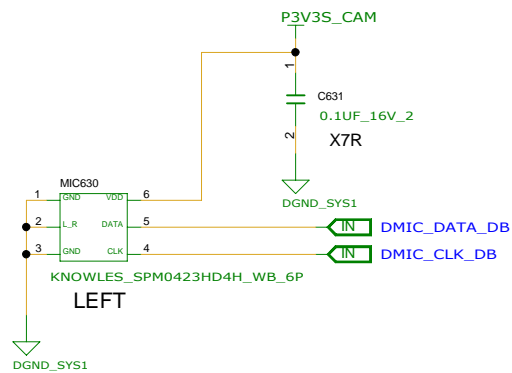 P3V3S_CAM
1
C631
0.1UF_16V_2
2
X7R
DGND_SYS1
MIC630
1 GND VDD 6
2 L_R DATA 5 IN DMIC_DATA_DB
3 GND CLK 4 IN DMIC_CLK_DB
KNOWLES_SPM0423HD4H_WB_6P
LEFT
DGND_SYS1